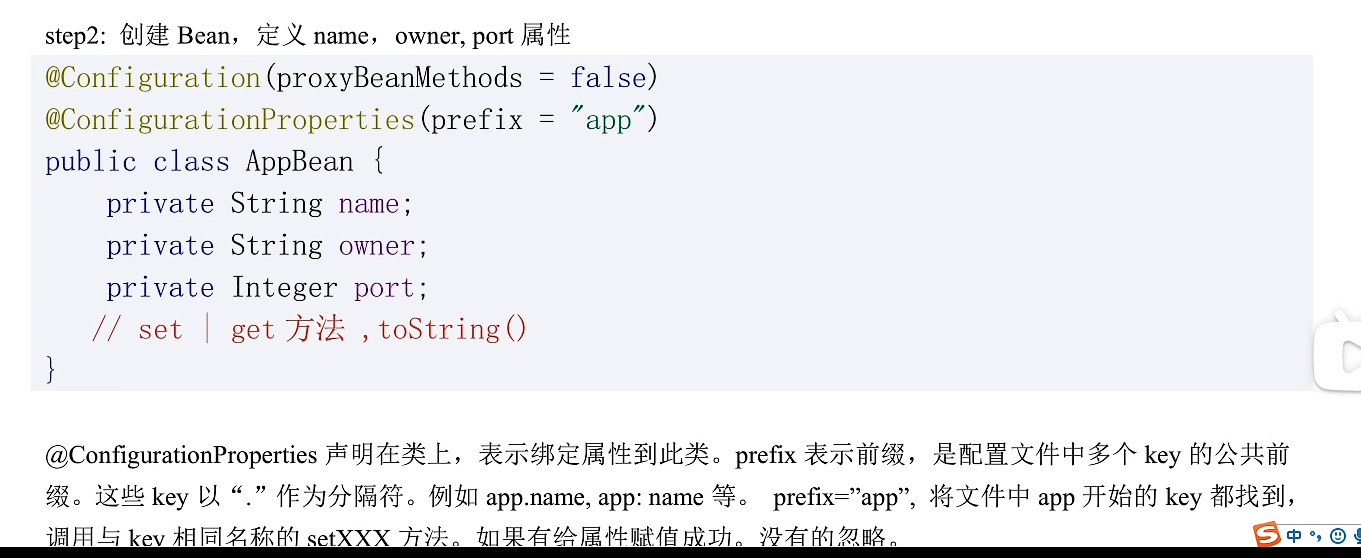 step2: 创建 Bean，定义 name，owner, port 属性
@Configuration(proxyBeanMethods = false)
@ConfigurationProperties(prefix = "app")
public class AppBean {
private String name;
private String owner;
private Integer port;
// set | get 方法 ,toString()
}
@ConfigurationProperties 声明在类上，表示绑定属性到此类。prefix 表示前缀，是配置文件中多个 key 的公共前
缀。这些 key 以“.”作为分隔符。例如 app.name, app: name 等。 prefix=”app”, 将文件中 app 开始的 key 都找到，
调用与 key 相同名称的 setXXX 方法。如果有给属性赋值成功。没有的忽略。
S 中